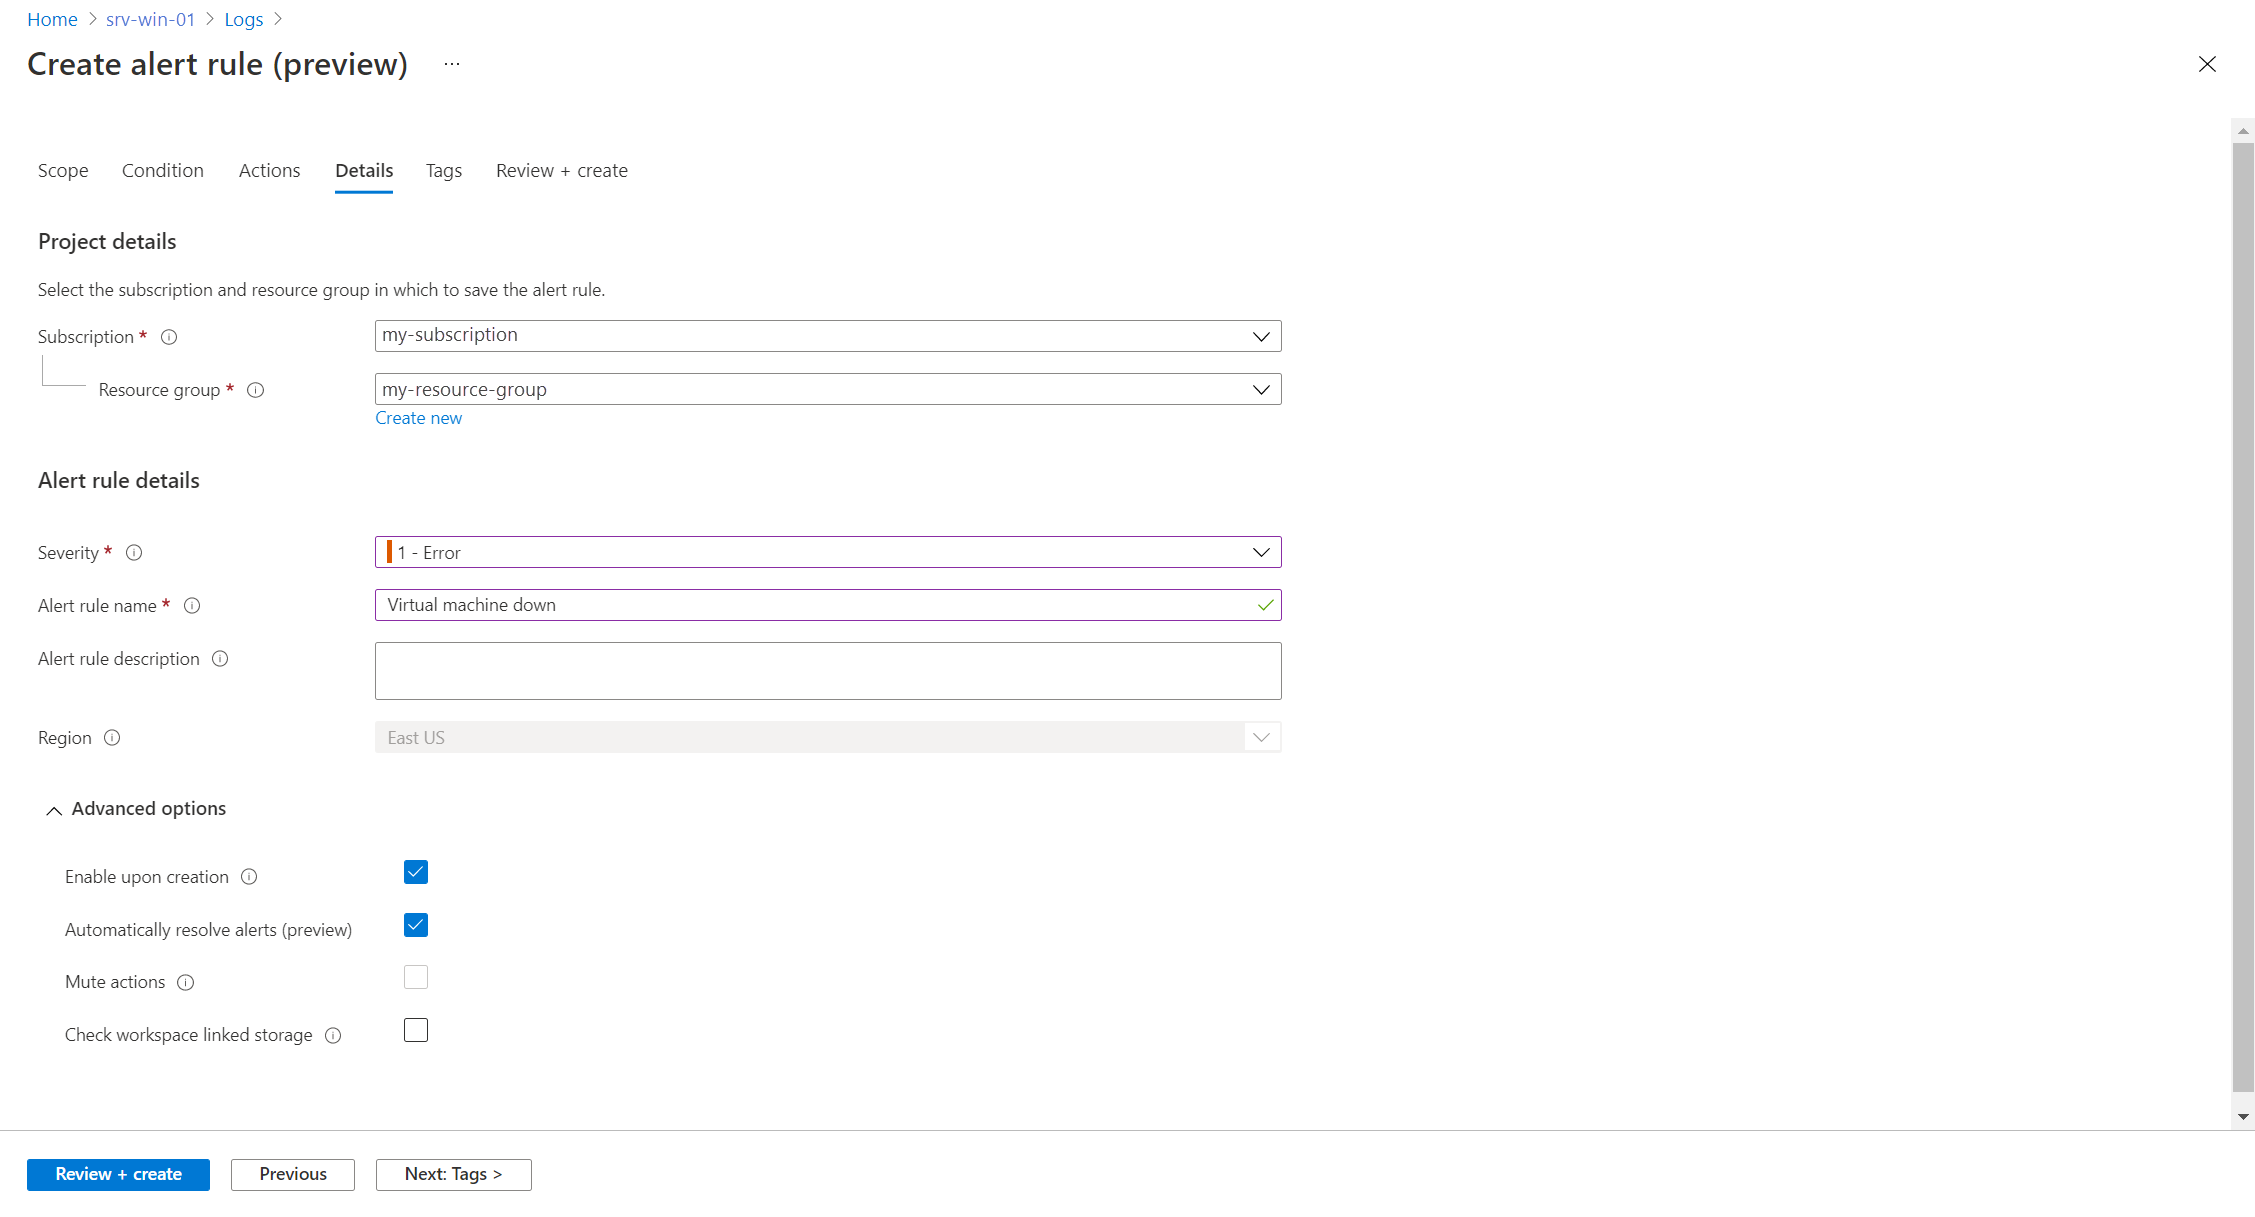 Home > srv-win-01 > Logs >
Create alert rule (preview) ...
Scope Condition Actions Details Tags Review + create
Project details
Select the subscription and resource group in which to save the alert rule.
Subscription * my-subscription
Resource group * my-resource-group
Create new
Alert rule details
Severity * 1 - Error
Alert rule name * Virtual machine down
Alert rule description
Region East US
Advanced options
Enable upon creation
Automatically resolve alerts (preview)
Mute actions
Check workspace linked storage
Review + create Previous Next: Tags >